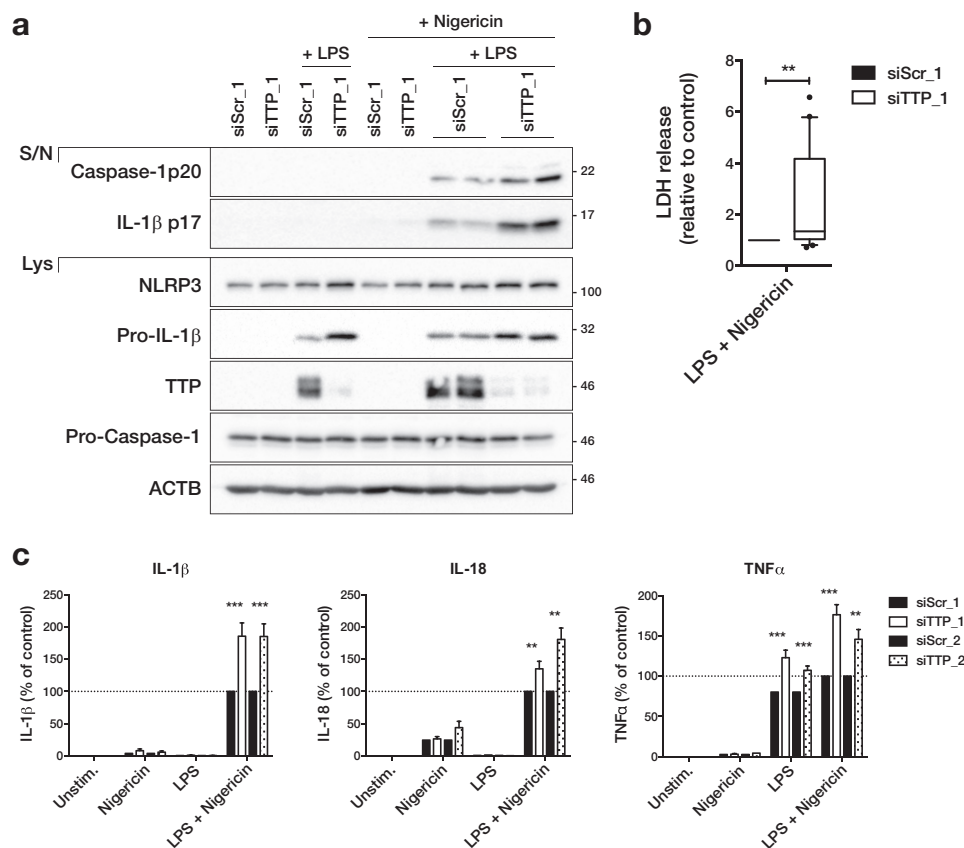 a
+ Nigericin
+ LPS
+ LPS
siScr_1
siTTP_1
siScr_1
siTTP_1
siScr_1
siTTP_1
siScr_1
siTTP_1
S/N
Caspase-1p20
22
IL-1β p17
17
Lys
NLRP3
100
Pro-IL-1β
32
TTP
46
Pro-Caspase-1
46
ACTB
46
b
LDH release
(relative to control)
8
6
4
2
0
**
LPS + Nigericin
siScr_1
siTTP_1
c
IL-1β
IL-1β (% of control)
250
200
150
100
50
0
***
***
Unstim.
Nigericin
LPS
LPS + Nigericin
IL-18
IL-18 (% of control)
250
200
150
100
50
0
**
**
Unstim.
Nigericin
LPS
LPS + Nigericin
TNFα
TNFα (% of control)
200
150
100
50
0
***
***
***
**
Unstim.
Nigericin
LPS
LPS + Nigericin
siScr_1
siTTP_1
siScr_2
siTTP_2